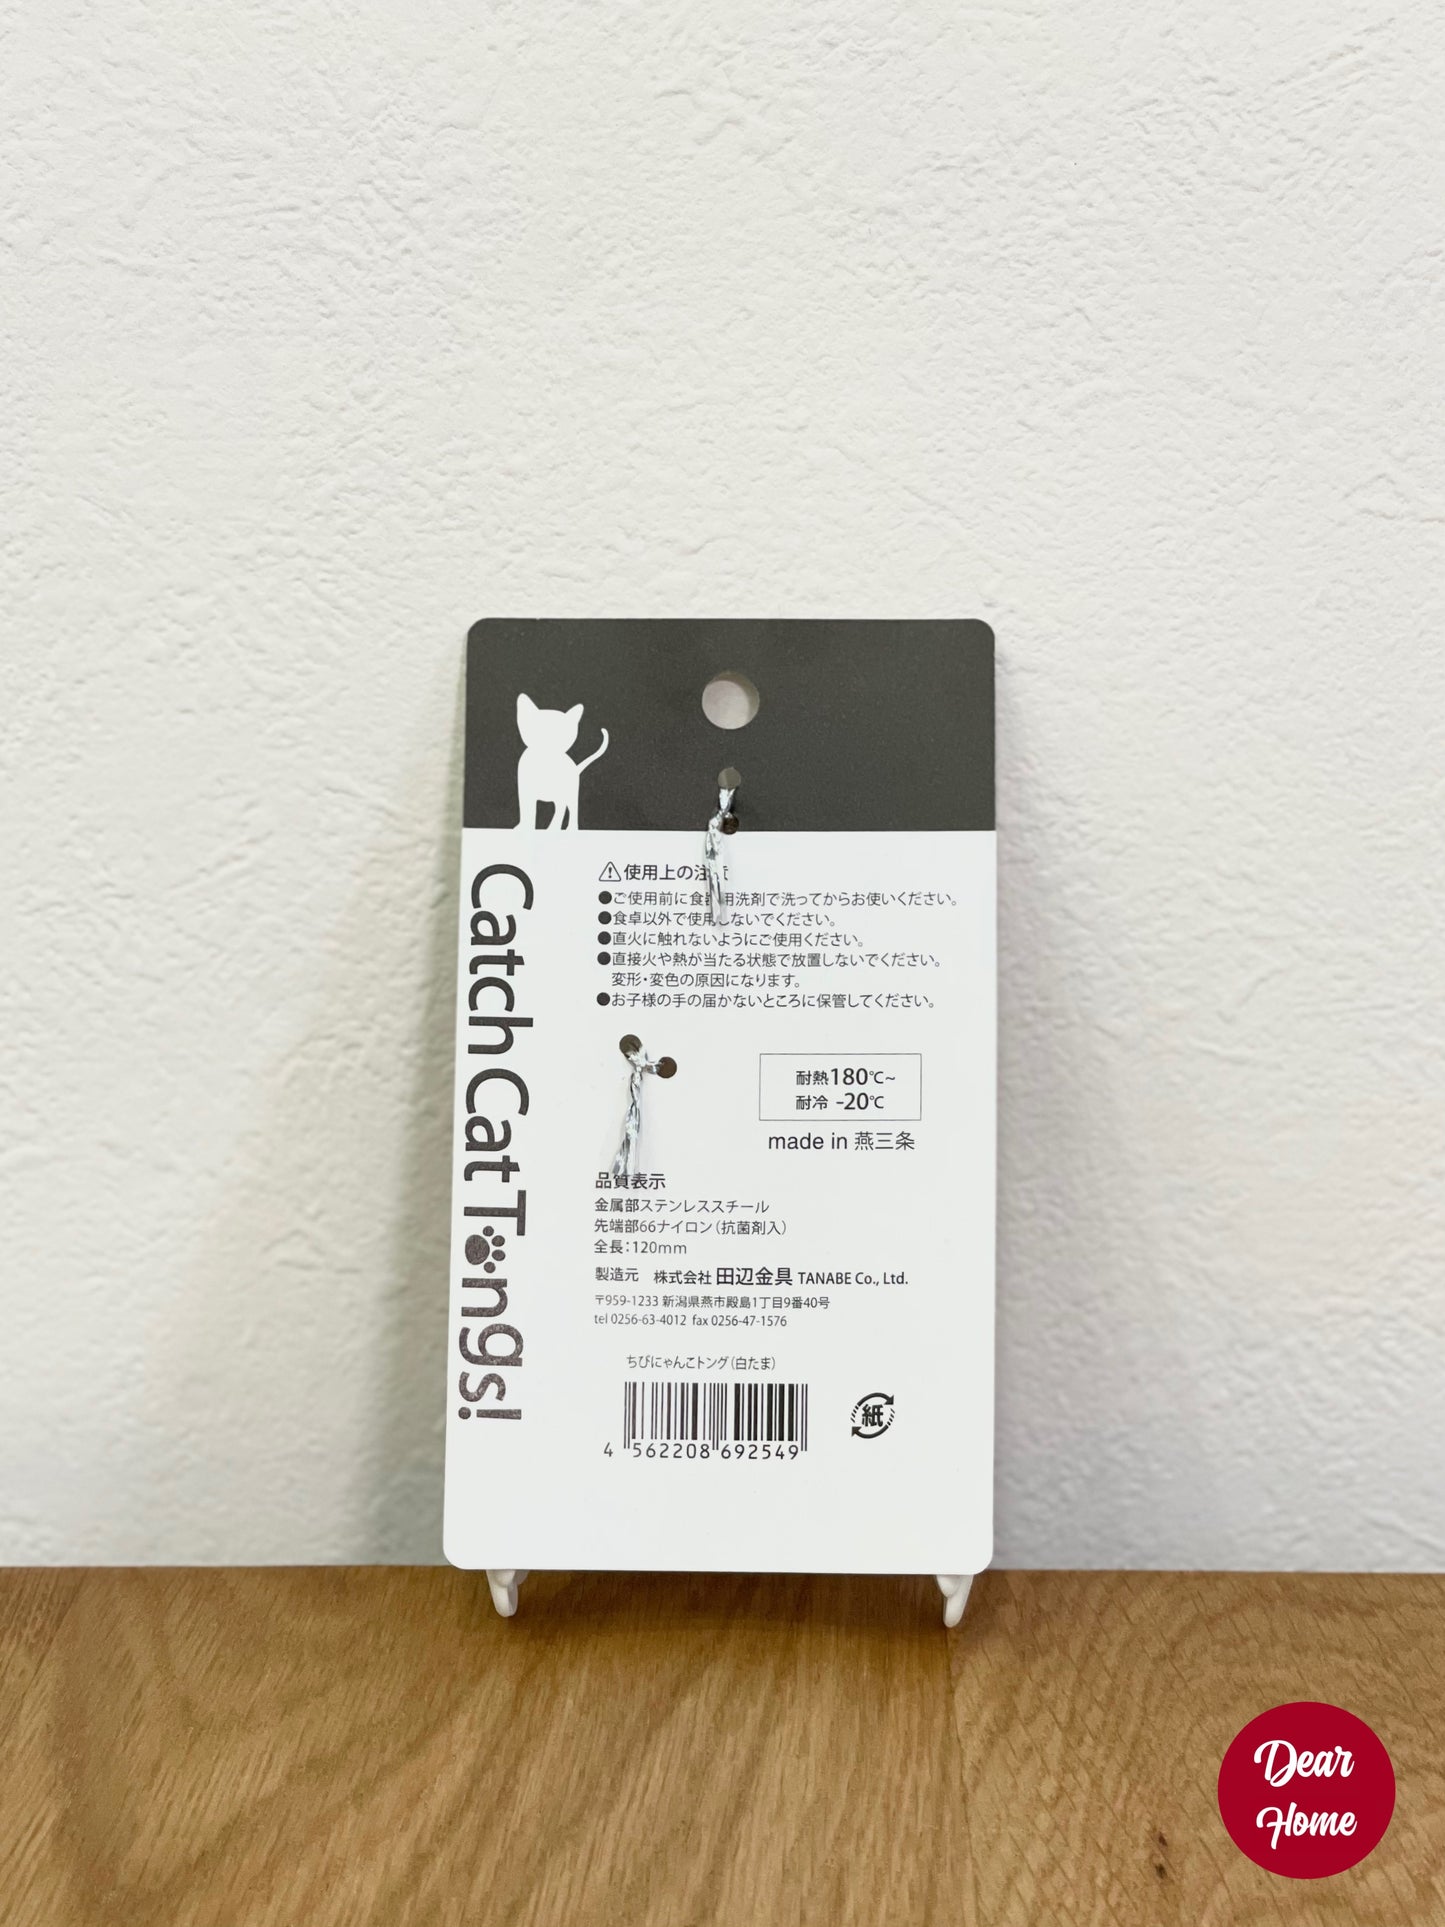 Catch Cat Tongs!
使用上の注意
●ご使用前に食器用洗剤で洗ってからお使いください。
●食卓以外で使用しないでください。
●直火に触れないようにご使用ください。
●直接火や熱が当たる状態で放置しないでください。
変形・変色の原因になります。
●お子様の手の届かないところに保管してください。
耐熱180℃~
耐冷 -20℃
made in 燕三条
品質表示
金属部ステンレススチール
先端部66ナイロン（抗菌剤入）
全長：120mm
製造元 株式会社 田辺金具 TANABE Co., Ltd.
〒959-1233 新潟県燕市殿島1丁目9番40号
tel 0256-63-4012 fax 0256-47-1576
ちびにゃんこトング（白たま）
4 562208 692549
紙
Dear
Home